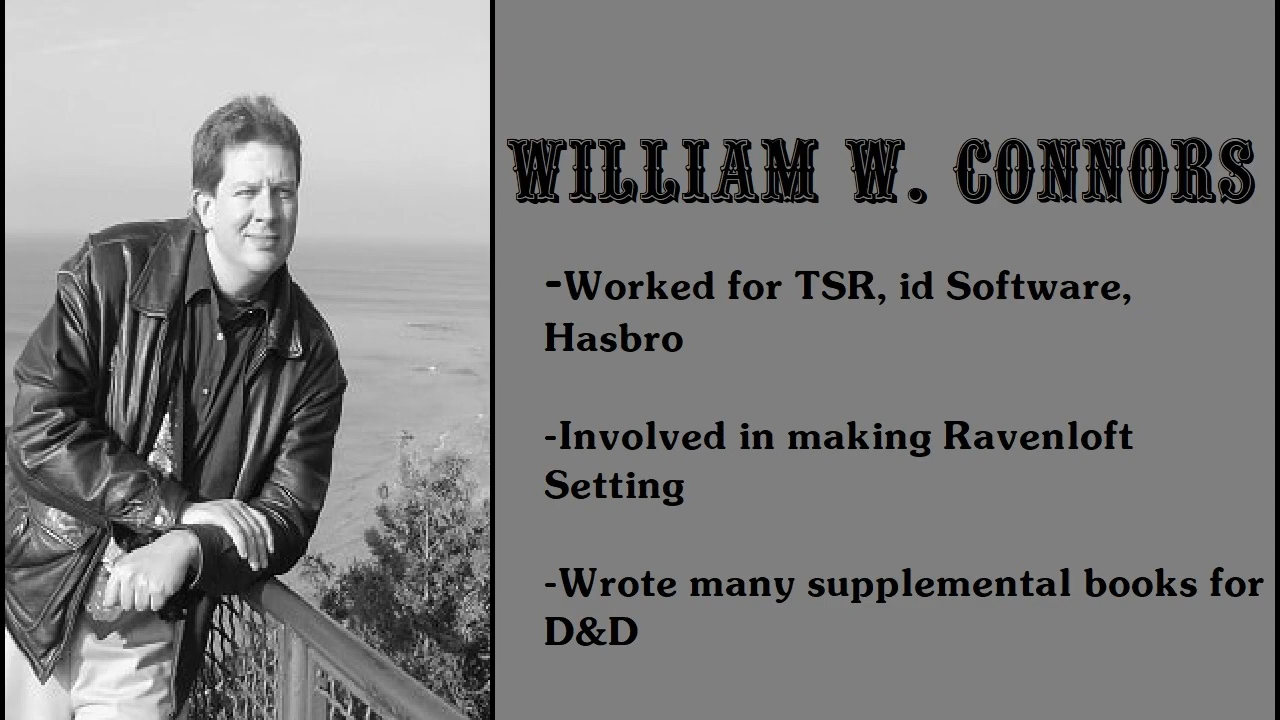 WILLIAM W. CONNORS
-Worked for TSR, id Software,
Hasbro
-Involved in making Ravenloft
Setting
-Wrote many supplemental books for
D&D